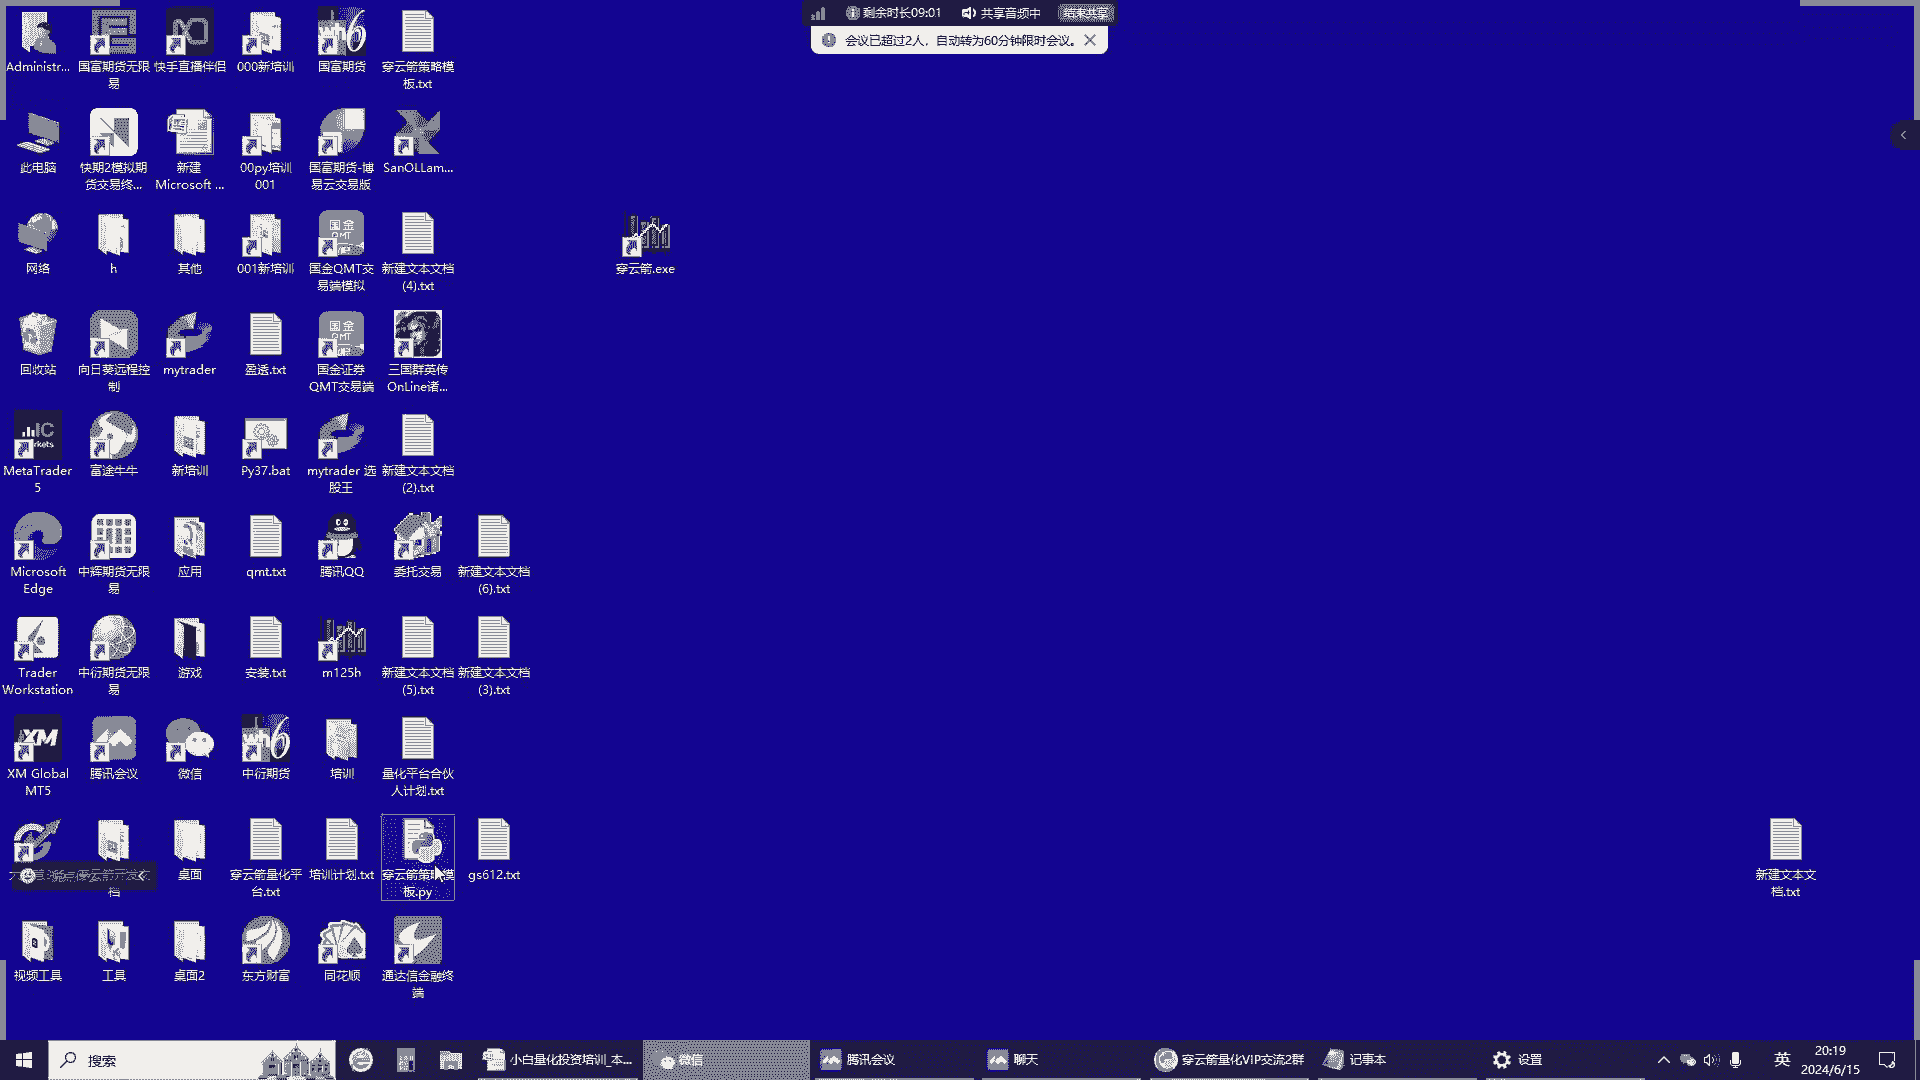 剩余时长09:01 共享音频中 结束共享
会议已超过2人，自动转为60分钟限时会议。
Administr... 国富期货无限易 快手直播伴侣 000新培训 国富期货 穿云箭策略模板.txt
此电脑 快期2模拟期货交易终... 新建 Microsoft ... 00py培训001 国富期货-博易云交易版 SanOLLam...
网络 h 其他 001新培训 国金QMT交易端模拟 新建文本文档(4).txt 穿云箭.exe
回收站 向日葵远程控制 mytrader 盈透.txt 国金证券QMT交易端 三国群英传OnLine诸...
MetaTrader 5 富途牛牛 新培训 Py37.bat mytrader 选股王 新建文本文档(2).txt
Microsoft Edge 中辉期货无限易 应用 qmt.txt 腾讯QQ 委托交易 新建文本文档(6).txt
Trader Workstation 中衍期货无限易 游戏 安装.txt m125h 新建文本文档(5).txt 新建文本文档(3).txt
XM Global MT5 腾讯会议 微信 中衍期货 培训 量化平台合伙人计划.txt
桌面 穿云箭量化平台.txt 培训计划.txt 穿云箭策略模板.py gs612.txt 新建文本文档.txt
视频工具 工具 桌面2 东方财富 同花顺 通达信金融终端
搜索 小白量化投资培训_本... 微信 腾讯会议 聊天 穿云箭量化VIP交流2群 记事本 设置 英 20:19
2024/6/15